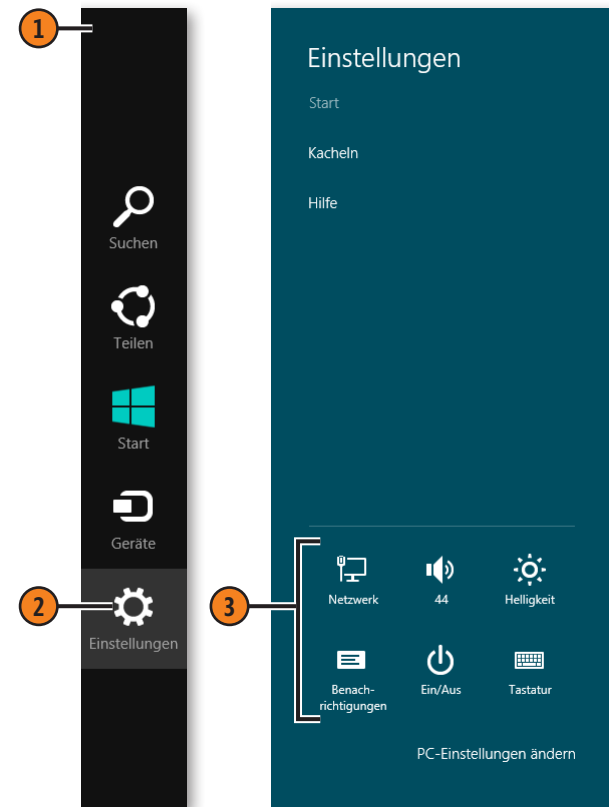 1
Suchen
Teilen
Start
Geräte
2
Einstellungen
Einstellungen
Start
Kacheln
Hilfe
3
Netzwerk
44
Helligkeit
Benach-
richtigungen
Ein/Aus
Tastatur
PC-Einstellungen ändern